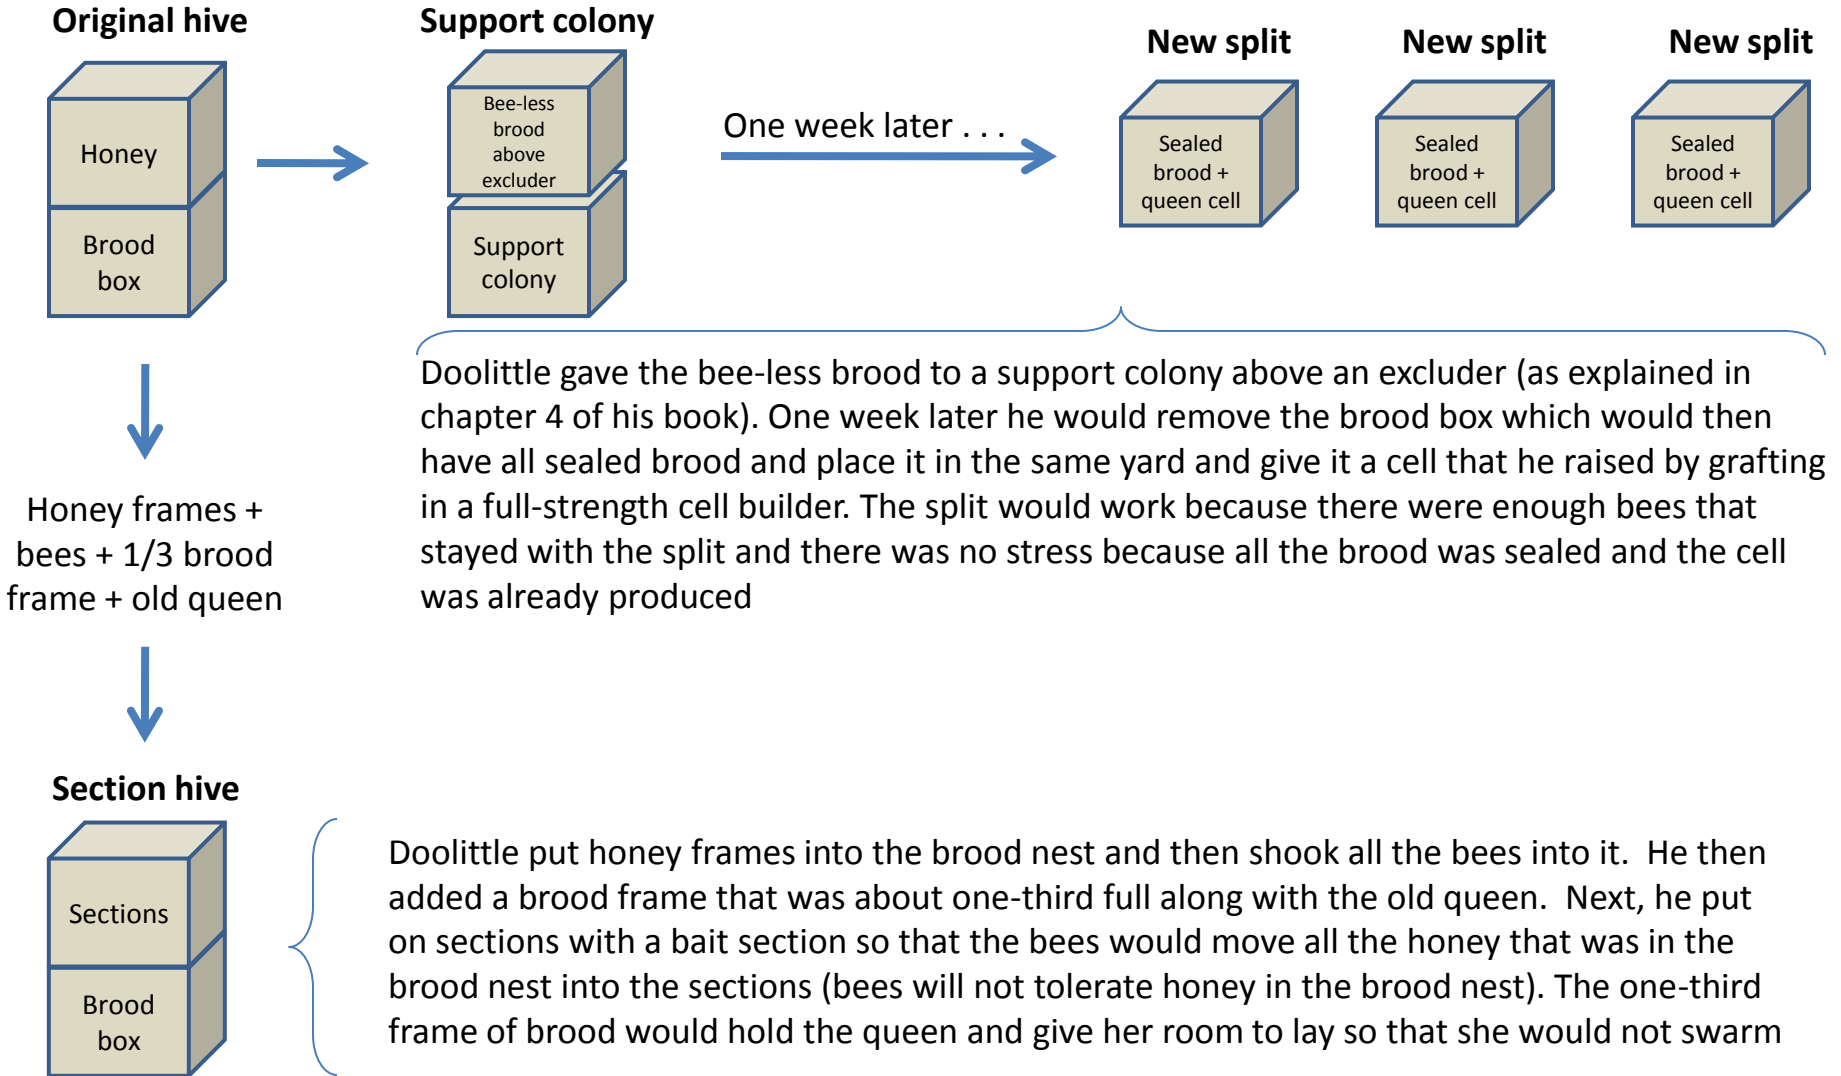 Original hive
Honey
Brood
box
Support colony
Bee-less
brood
above
excluder
Support
colony
One week later . . .
New split
Sealed
brood +
queen cell
New split
Sealed
brood +
queen cell
New split
Sealed
brood +
queen cell
Doolittle gave the bee-less brood to a support colony above an excluder (as explained in
chapter 4 of his book). One week later he would remove the brood box which would then
have all sealed brood and place it in the same yard and give it a cell that he raised by grafting
in a full-strength cell builder. The split would work because there were enough bees that
stayed with the split and there was no stress because all the brood was sealed and the cell
was already produced
Honey frames +
bees + 1/3 brood
frame + old queen
Section hive
Sections
Brood
box
Doolittle put honey frames into the brood nest and then shook all the bees into it.  He then
added a brood frame that was about one-third full along with the old queen.  Next, he put
on sections with a bait section so that the bees would move all the honey that was in the
brood nest into the sections (bees will not tolerate honey in the brood nest). The one-third
frame of brood would hold the queen and give her room to lay so that she would not swarm